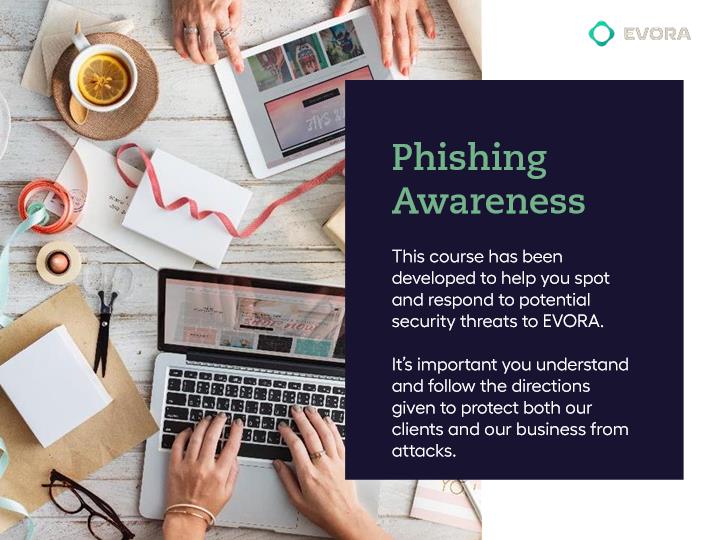 EVORA
Phishing
Awareness
This course has been
developed to help you spot
and respond to potential
security threats to EVORA.
It's important you understand
and follow the directions
given to protect both our
clients and our business from
attacks.